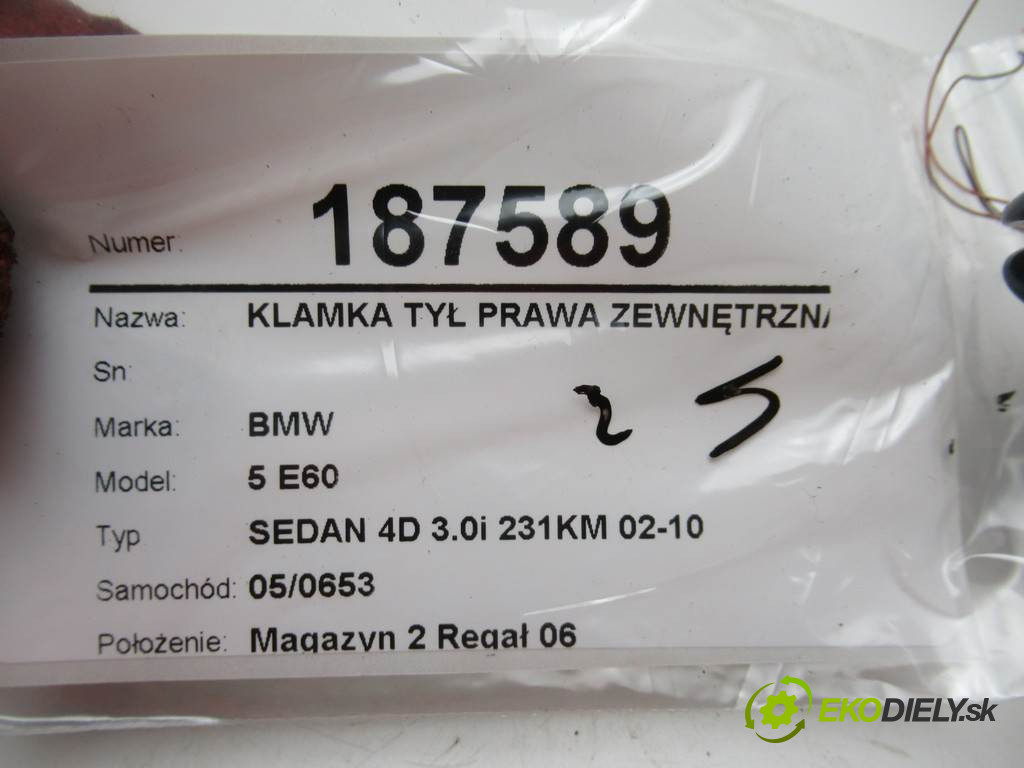 Numer: 187589
Nazwa: KLAMKA TYŁ PRAWA ZEWNĘTRZNA
Sn:
25
Marka: BMW
Model: 5 E60
Typ SEDAN 4D 3.0i 231KM 02-10
Samochód: 05/0653
Położenie: Magazyn 2 Regał 06
EKODIELY.sk